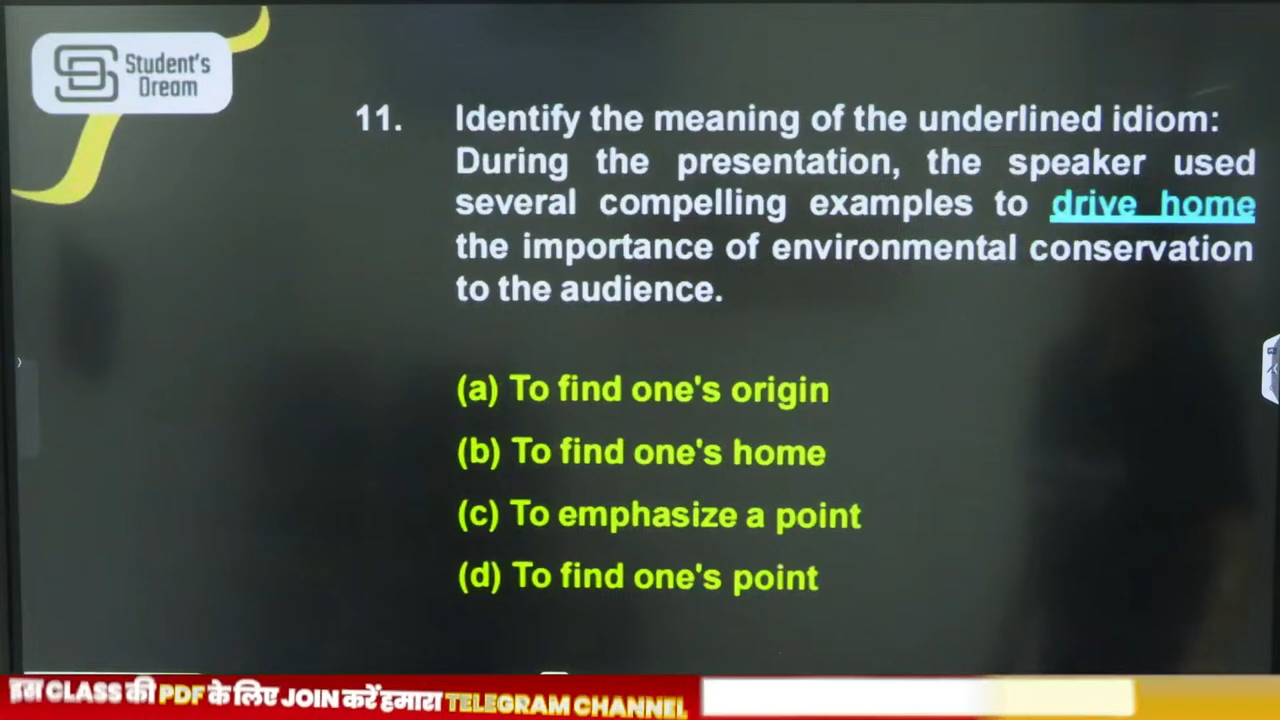 Student's
Dream
11. Identify the meaning of the underlined idiom:
During the presentation, the speaker used
several compelling examples to drive home
the importance of environmental conservation
to the audience.
(a) To find one's origin
(b) To find one's home
(c) To emphasize a point
(d) To find one's point
इस CLASS की PDF के लिए JOIN करें हमारा TELEGRAM CHANNEL